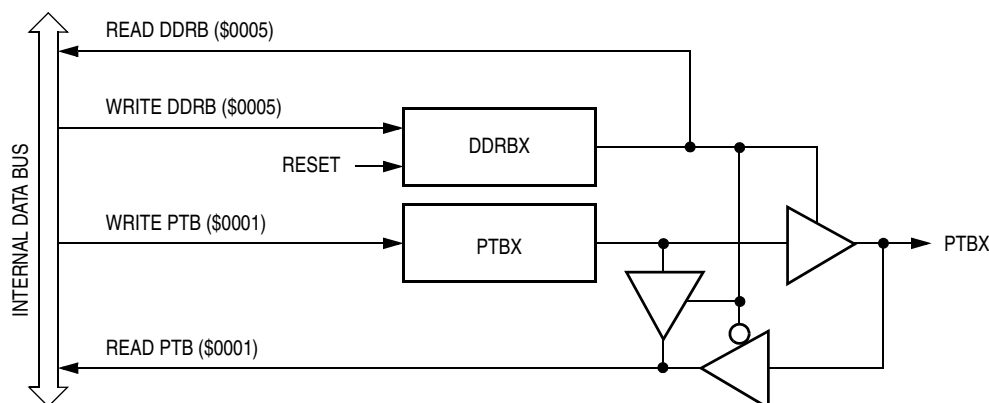 READ DDRB ($0005)
WRITE DDRB ($0005)
DDRBX
RESET
INTERNAL DATA BUS
WRITE PTB ($0001)
PTBX
PTBX
READ PTB ($0001)